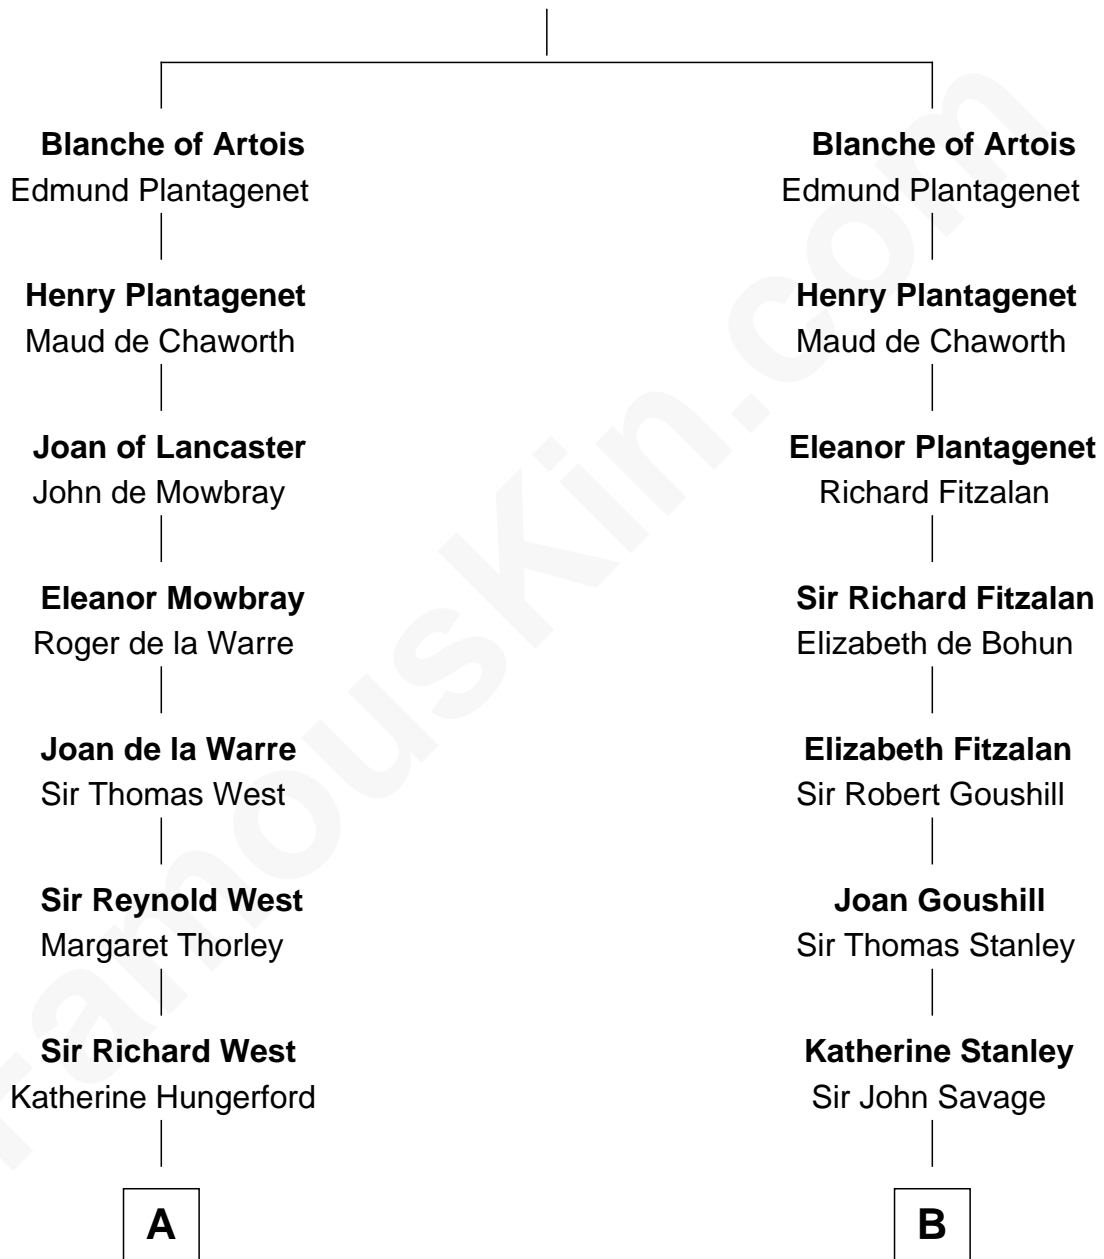 Blanche of Artois
Edmund Plantagenet
Henry Plantagenet
Maud de Chaworth
Joan of Lancaster
John de Mowbray
Eleanor Mowbray
Roger de la Warre
Joan de la Warre
Sir Thomas West
Sir Reynold West
Margaret Thorley
Sir Richard West
Katherine Hungerford
A
Blanche of Artois
Edmund Plantagenet
Henry Plantagenet
Maud de Chaworth
Eleanor Plantagenet
Richard Fitzalan
Sir Richard Fitzalan
Elizabeth de Bohun
Elizabeth Fitzalan
Sir Robert Goushill
Joan Goushill
Sir Thomas Stanley
Katherine Stanley
Sir John Savage
B
FamousKin.com